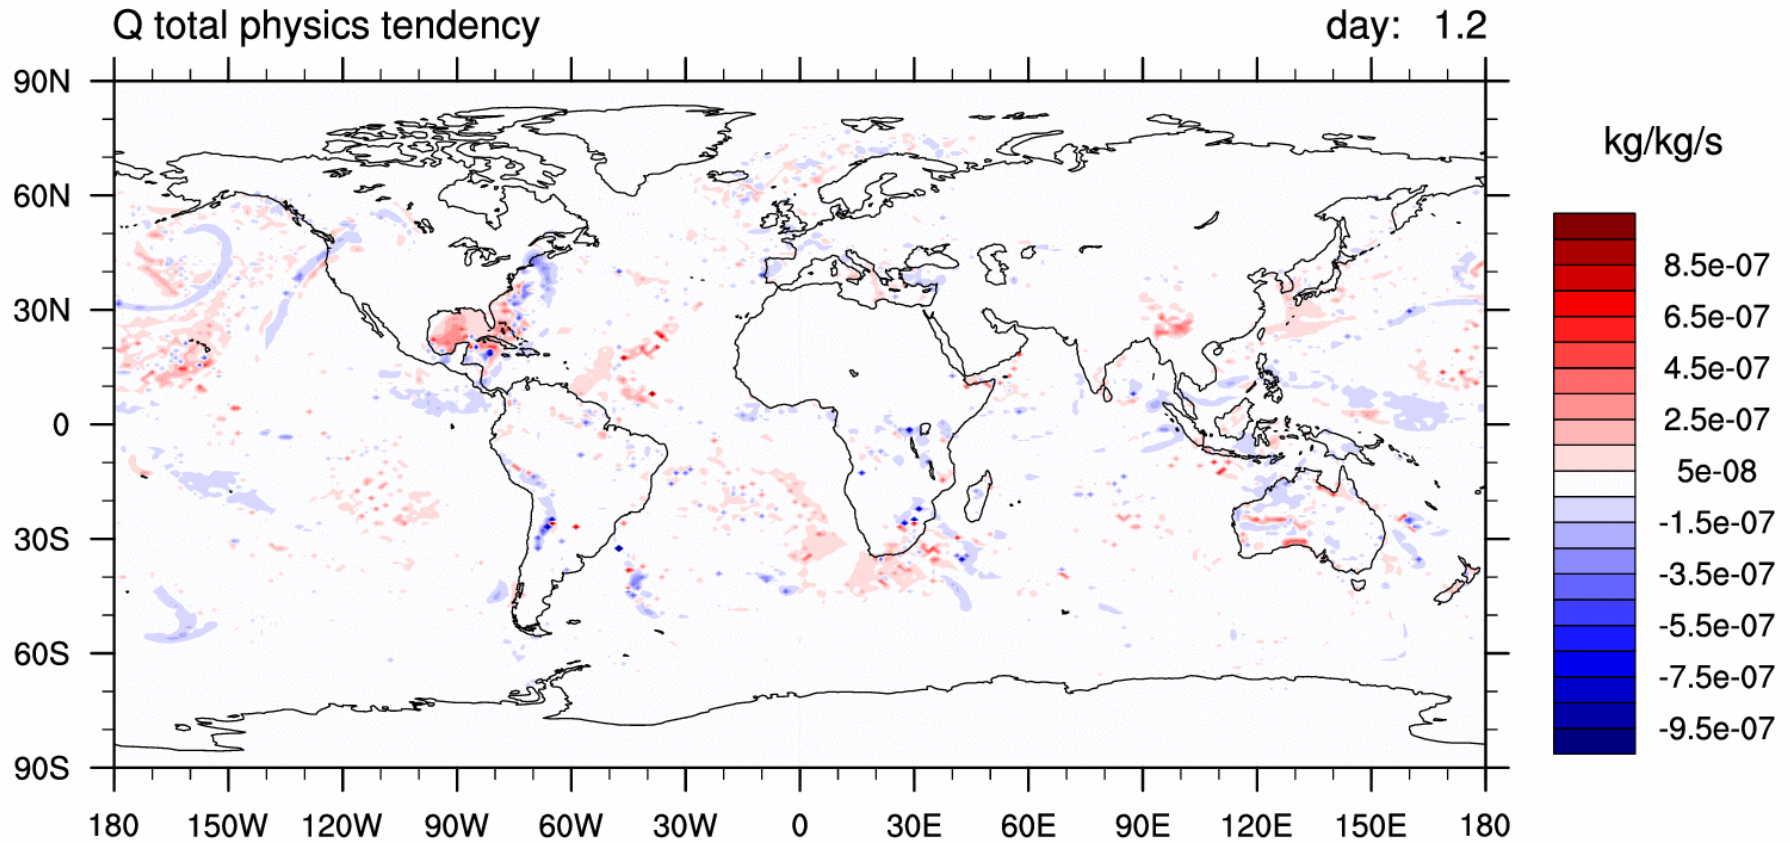 Q total physics tendency day: 1.2
90N
60N
30N
0
30S
60S
90S
180 150W 120W 90W 60W 30W 0 30E 60E 90E 120E 150E 180
kg/kg/s
8.5e-07
6.5e-07
4.5e-07
2.5e-07
5e-08
-1.5e-07
-3.5e-07
-5.5e-07
-7.5e-07
-9.5e-07